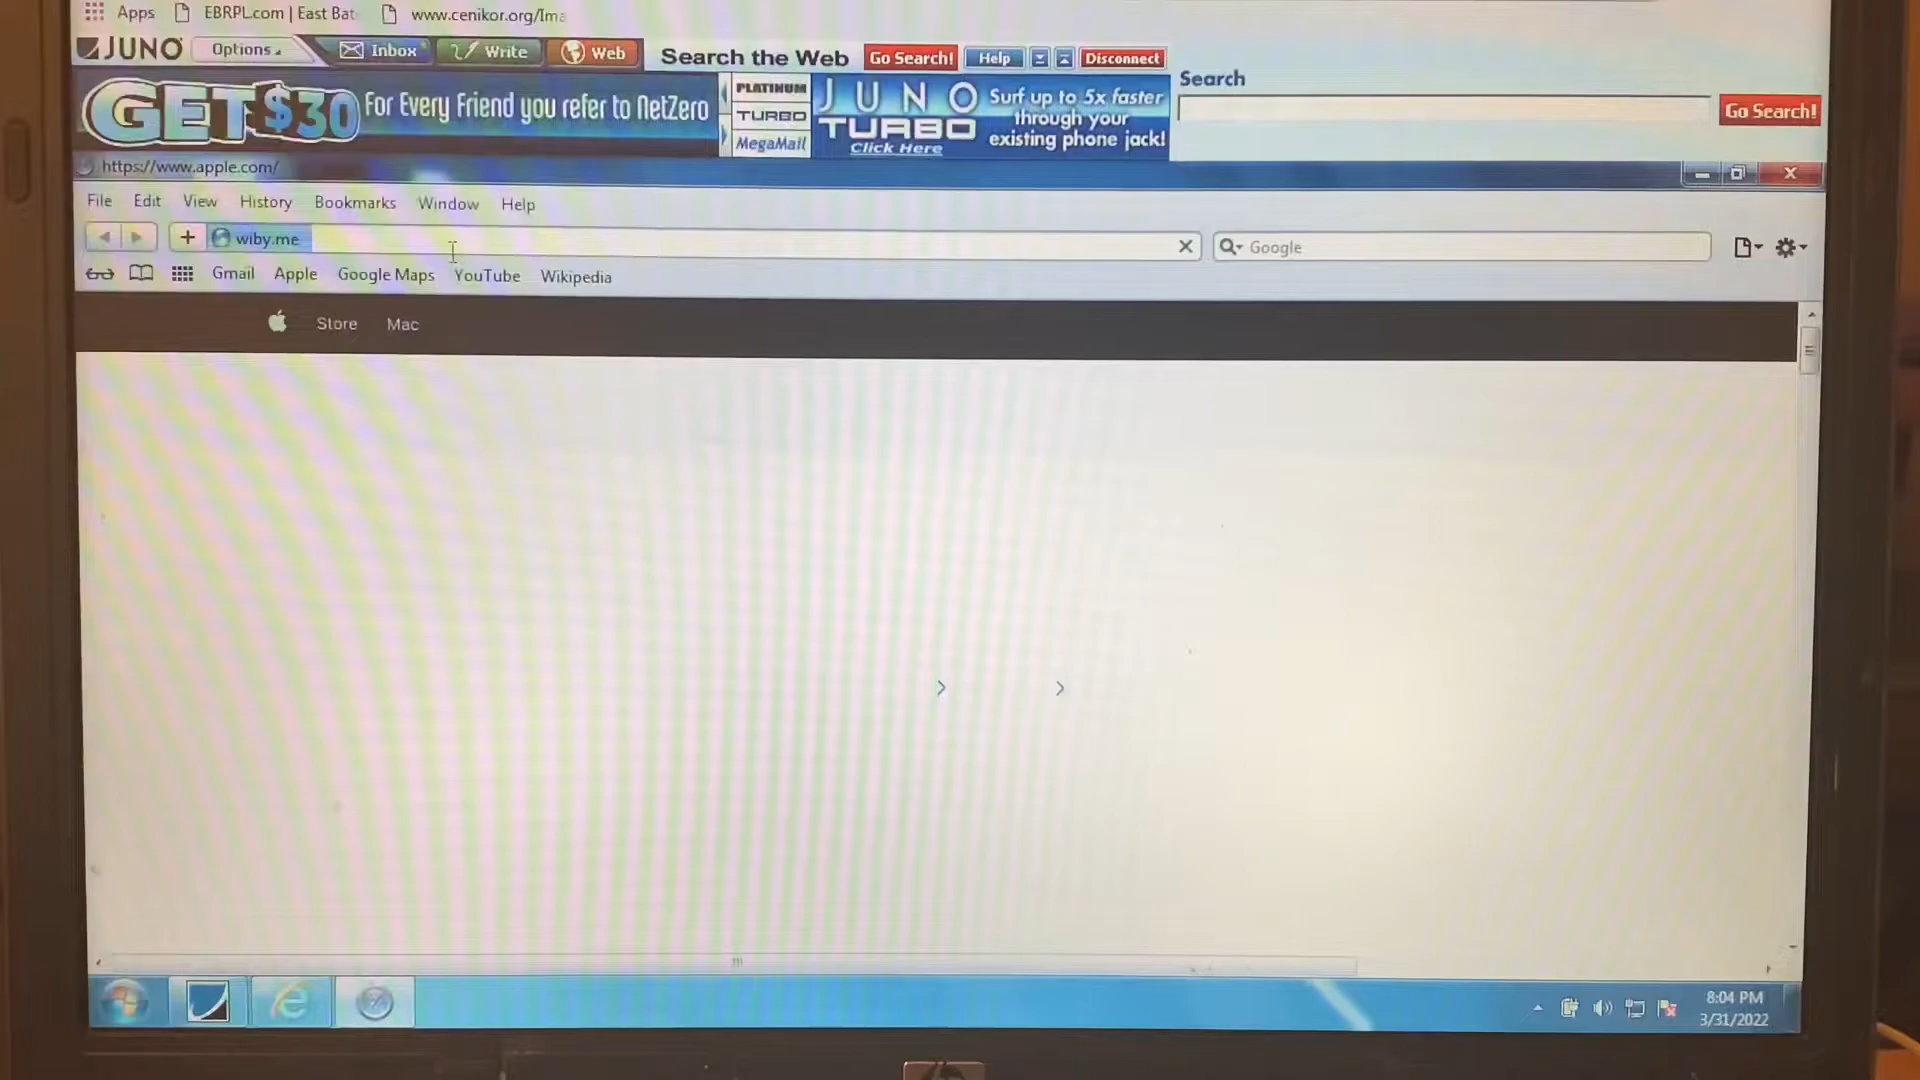 Apps EBRPL.com | East Bat www.cenikor.org/Ima
JUNO Options Inbox Write Web Search the Web Go Search! Help Disconnect
Search
GET $30 For Every Friend you refer to NetZero
PLATINUM
TURBO
MegaMail
JUNO
TURBO
Click Here
Surf up to 5x faster
through your
existing phone jack!
Go Search!
https://www.apple.com/
File Edit View History Bookmarks Window Help
wiby.me Google
Gmail Apple Google Maps YouTube Wikipedia
Store Mac
8:04 PM
3/31/2022
hp